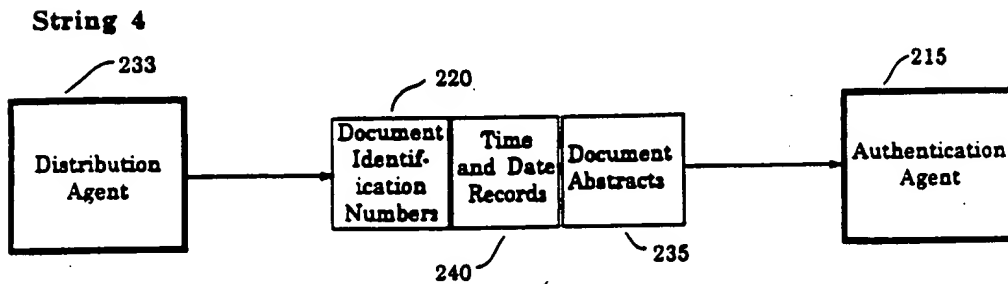 String 4
233
220
215
Distribution
Agent
Document
Identif-
ication
Numbers
Time
and Date
Records
Document
Abstracts
Authentication
Agent
240
235